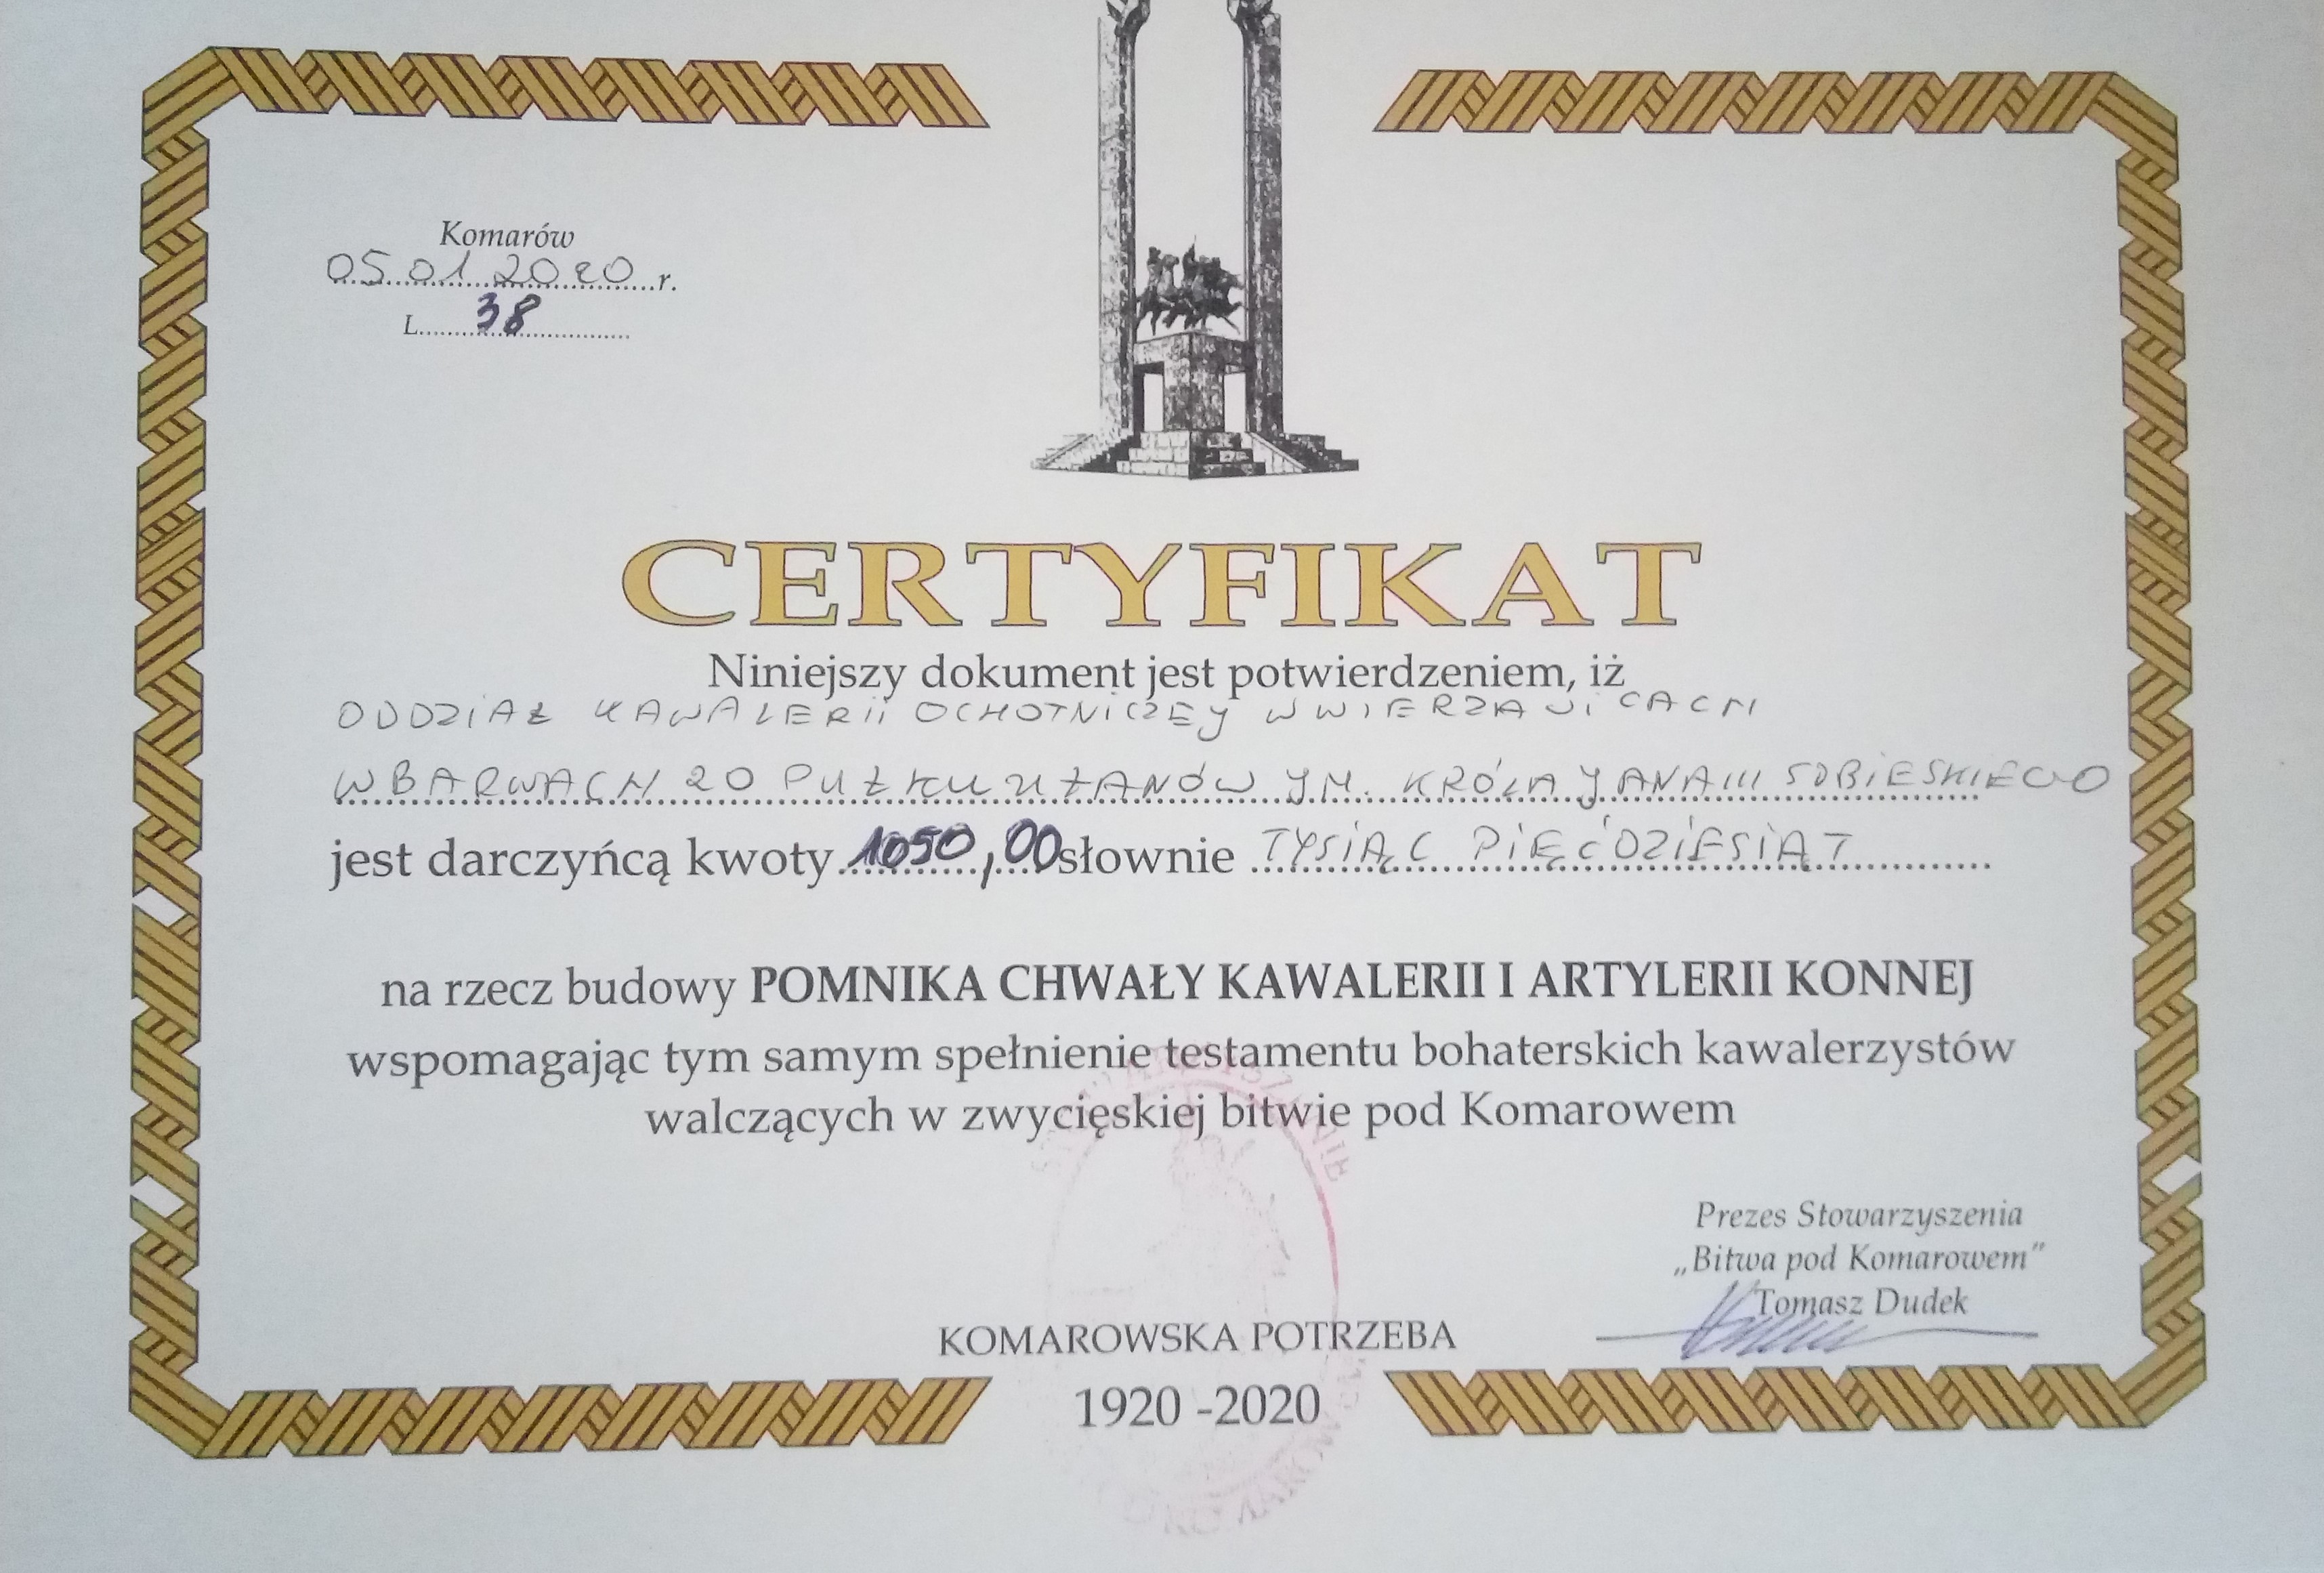 Komarów
05.01.2020 r.
L. 38
CERTYFIKAT
Niniejszy dokument jest potwierdzeniem, iż
ODDZIAŁ KAWALERII OCHOTNICZEJ W WIERZAWICACH
W BARWACH 20 PUŁKU UŁANÓW IM. KRÓLA JANA III SOBIESKIEGO
jest darczyńcą kwoty 1050,00 słownie TYSIĄC PIĘĆDZIESIĄT
na rzecz budowy POMNIKA CHWAŁY KAWALERII I ARTYLERII KONNEJ
wspomagając tym samym spełnienie testamentu bohaterskich kawalerzystów
walczących w zwycięskiej bitwie pod Komarowem
Prezes Stowarzyszenia
„Bitwa pod Komarowem”
Tomasz Dudek
KOMAROWSKA POTRZEBA
1920 -2020